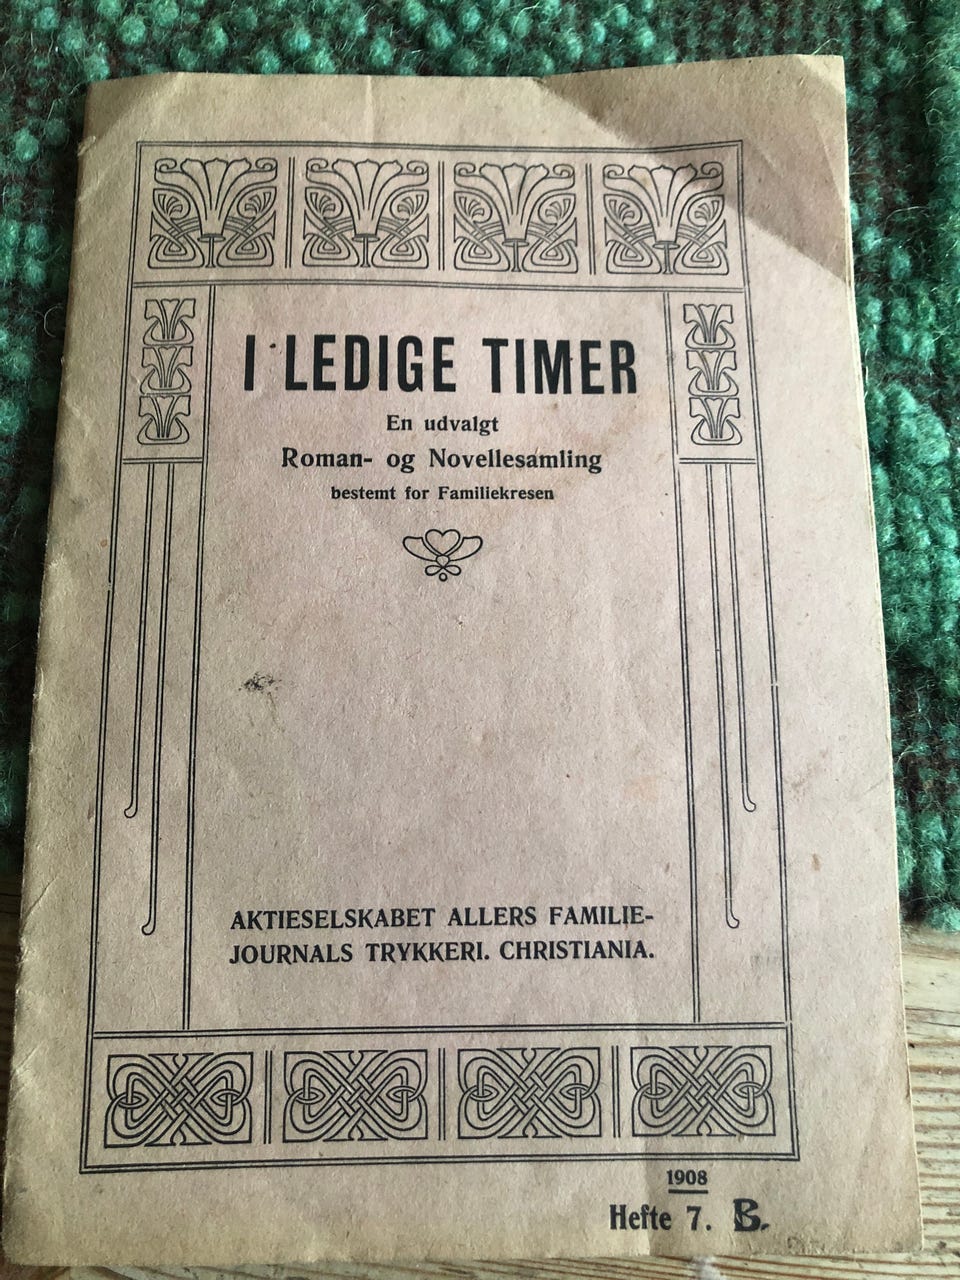 I LEDIGE TIMER
En udvalgt
Roman- og Novellesamling
bestemt for Familiekresen
AKTIESELSKABET ALLERS FAMILIE-
JOURNALS TRYKKERI. CHRISTIANIA.
1908
Hefte 7. B.